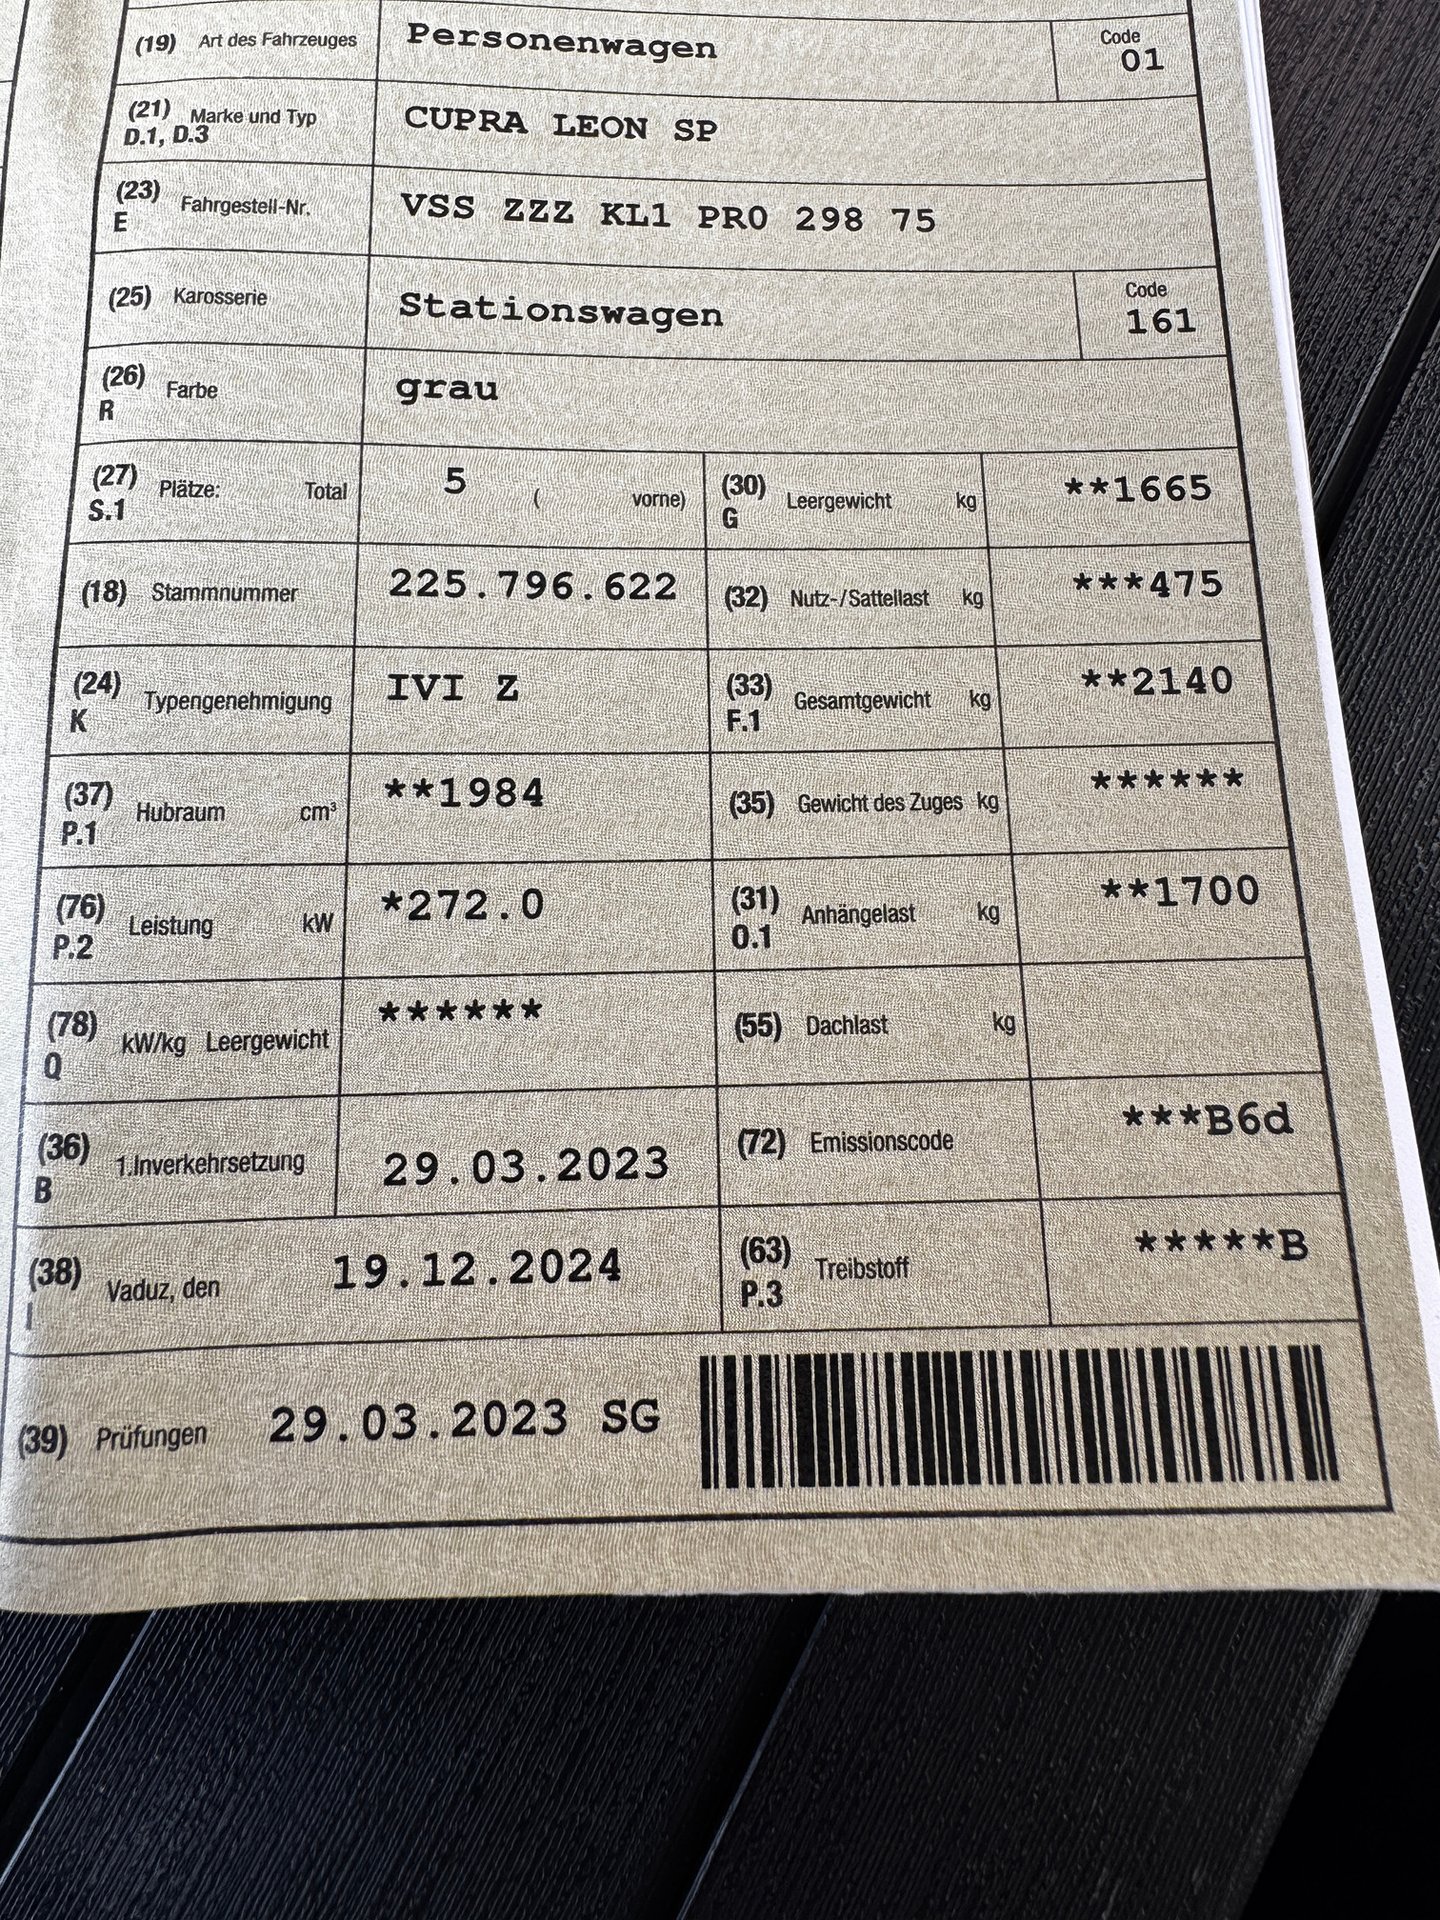 (19) Art des Fahrzeuges Personenwagen Code 01
(21) Marke und Typ CUPRA LEON SP
D.1, D.3
(23) Fahrgestell-Nr. VSS ZZZ KL1 PR0 298 75
E
(25) Karosserie Stationswagen Code 161
(26) Farbe grau
R
(27) Plätze: Total 5 ( vorne)
S.1
(30) Leergewicht kg **1665
G
(18) Stammnummer 225.796.622
(32) Nutz-/Sattellast kg ***475
(24) Typengenehmigung IVI Z
K
(33) Gesamtgewicht kg **2140
F.1
(37) Hubraum cm³ **1984
P.1
(35) Gewicht des Zuges kg ******
(76) Leistung kW *272.0
P.2
(31) Anhängelast kg **1700
O.1
(78) kW/kg Leergewicht ******
Q
(55) Dachlast kg
(36) 1.Inverkehrsetzung 29.03.2023
B
(72) Emissionscode ***B6d
(38) Vaduz, den 19.12.2024
I
(63) Treibstoff *****B
P.3
(39) Prüfungen 29.03.2023 SG